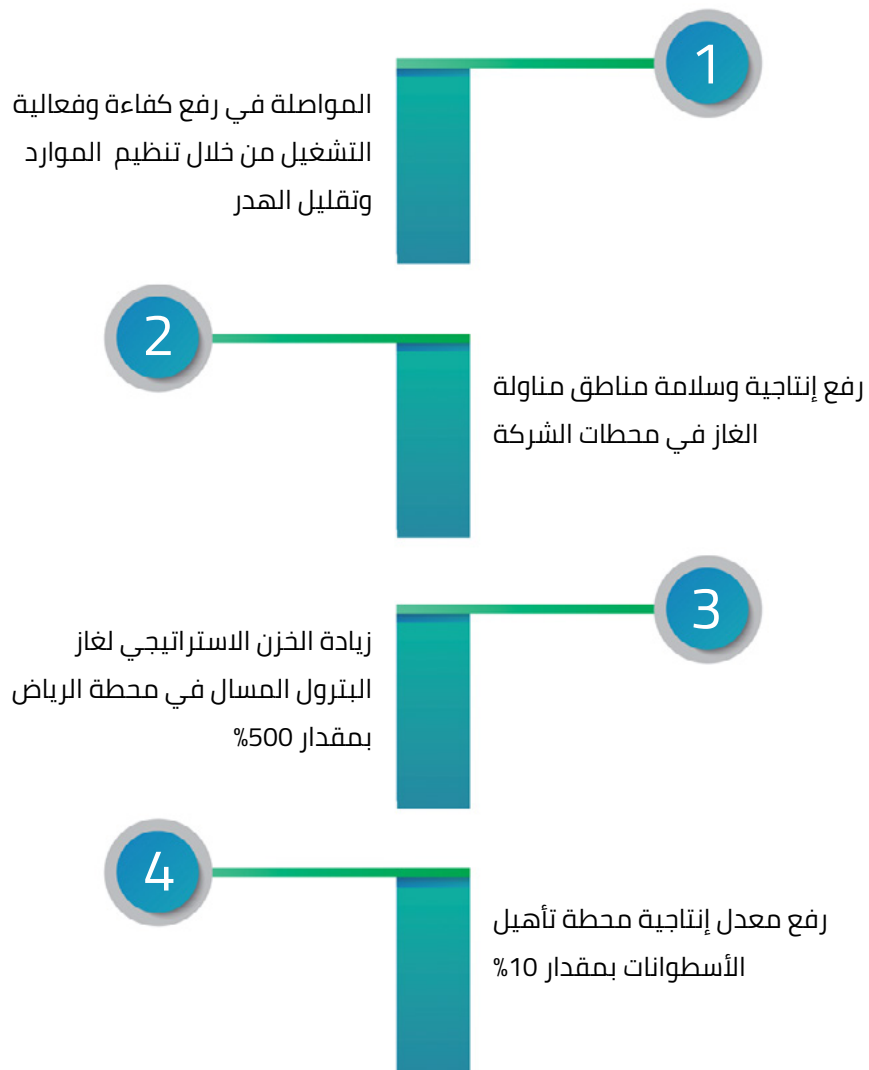 1
المواصلة في رفع كفاءة وفعالية
التشغيل من خلال تنظيم الموارد
وتقليل الهدر
2
رفع إنتاجية وسلامة مناطق مناولة
الغاز في محطات الشركة
3
زيادة الخزن الاستراتيجي لغاز
البترول المسال في محطة الرياض
بمقدار 500%
4
رفع معدل إنتاجية محطة تأهيل
الأسطوانات بمقدار 10%